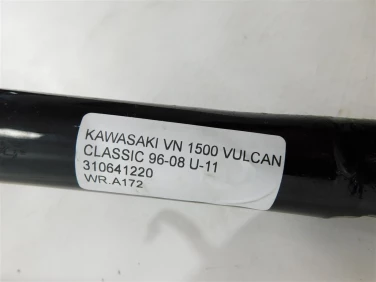 KAWASAKI VN 1500 VULCAN
CLASSIC 96-08 U-11
310641220
WR.A172